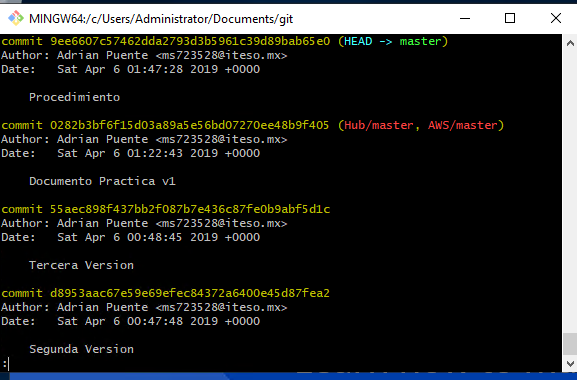 MINGW64:/c/Users/Administrator/Documents/git
commit 9ee6607c57462dda2793d3b5961c39d89bab65e0 (HEAD -> master)
Author: Adrian Puente <ms723528@iteso.mx>
Date:   Sat Apr 6 01:47:28 2019 +0000
Procedimiento
commit 0282b3bf6f15d03a89a5e56bd07270ee48b9f405 (Hub/master, AWS/master)
Author: Adrian Puente <ms723528@iteso.mx>
Date:   Sat Apr 6 01:22:43 2019 +0000
Documento Practica v1
commit 55aec898f437bb2f087b7e436c87fe0b9abf5d1c
Author: Adrian Puente <ms723528@iteso.mx>
Date:   Sat Apr 6 00:48:45 2019 +0000
Tercera Version
commit d8953aac67e59e69efec84372a6400e45d87fea2
Author: Adrian Puente <ms723528@iteso.mx>
Date:   Sat Apr 6 00:47:48 2019 +0000
Segunda Version
: